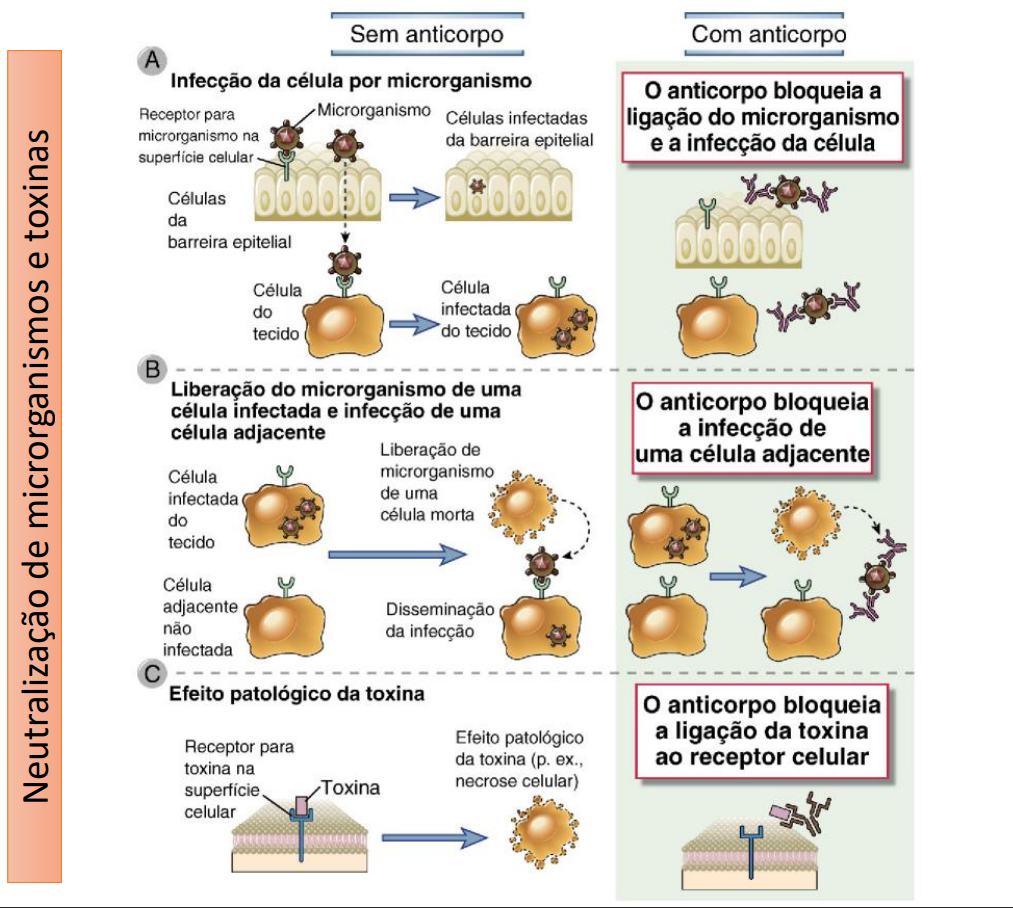 Neutralização de microrganismos e toxinas
Sem anticorpo
Com anticorpo
A
Infecção da célula por microrganismo
Receptor para
microrganismo na
superfície celular
Microrganismo
Células infectadas
da barreira epitelial
Células
da
barreira epitelial
Célula
do
tecido
Célula
infectada
do tecido
O anticorpo bloqueia a
ligação do microrganismo
e a infecção da célula
B
Liberação do microrganismo de uma
célula infectada e infecção de uma
célula adjacente
Célula
infectada
do
tecido
Liberação de
microrganismo
de uma
célula morta
Célula
adjacente
não
infectada
Disseminação
da infecção
O anticorpo bloqueia
a infecção de
uma célula adjacente
C
Efeito patológico da toxina
Receptor para
toxina na
superfície
celular
Toxina
Efeito patológico
da toxina (p. ex.,
necrose celular)
O anticorpo bloqueia
a ligação da toxina
ao receptor celular